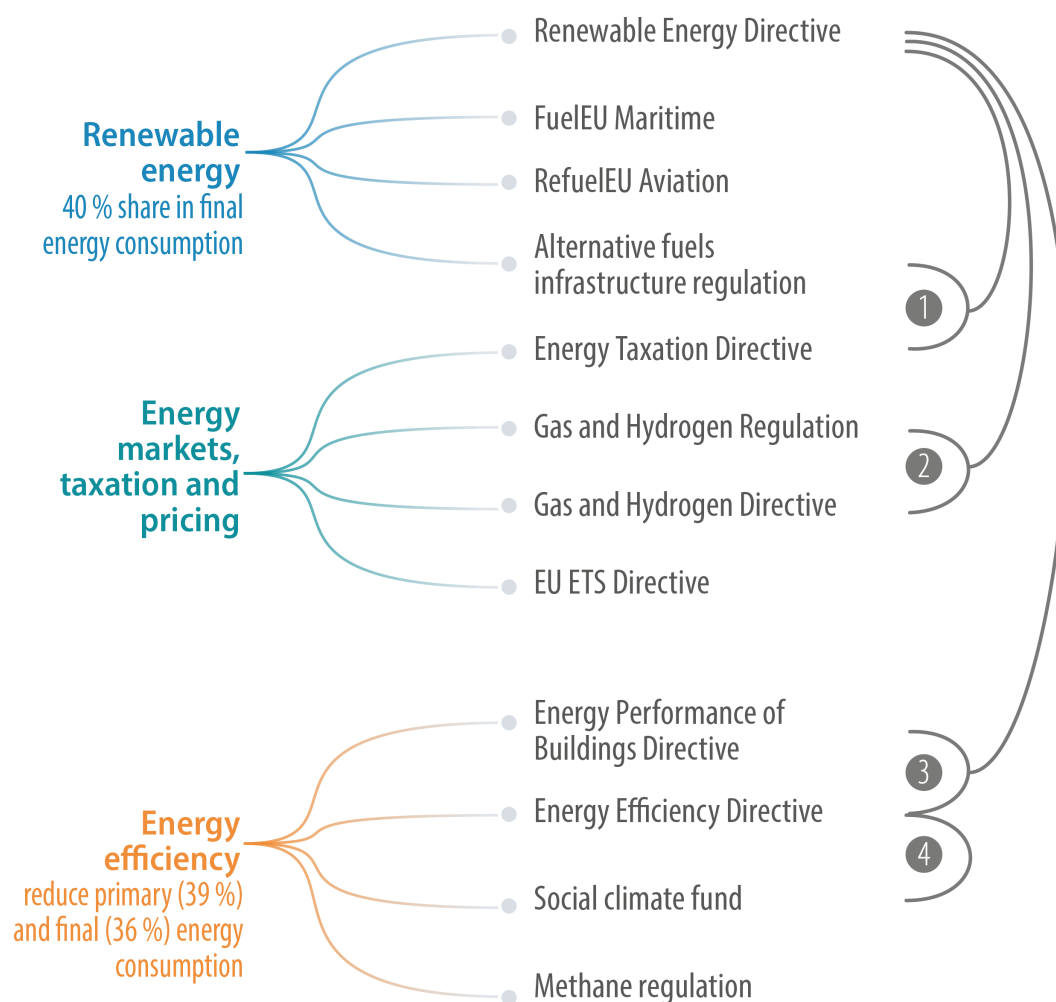 Renewable
energy
40 % share in final
energy consumption
Renewable Energy Directive
FuelEU Maritime
RefuelEU Aviation
Alternative fuels
infrastructure regulation
1
Energy
markets,
taxation and
pricing
Energy Taxation Directive
Gas and Hydrogen Regulation
2
Gas and Hydrogen Directive
EU ETS Directive
Energy
efficiency
reduce primary (39 %)
and final (36 %) energy
consumption
Energy Performance of
Buildings Directive
3
Energy Efficiency Directive
4
Social climate fund
Methane regulation